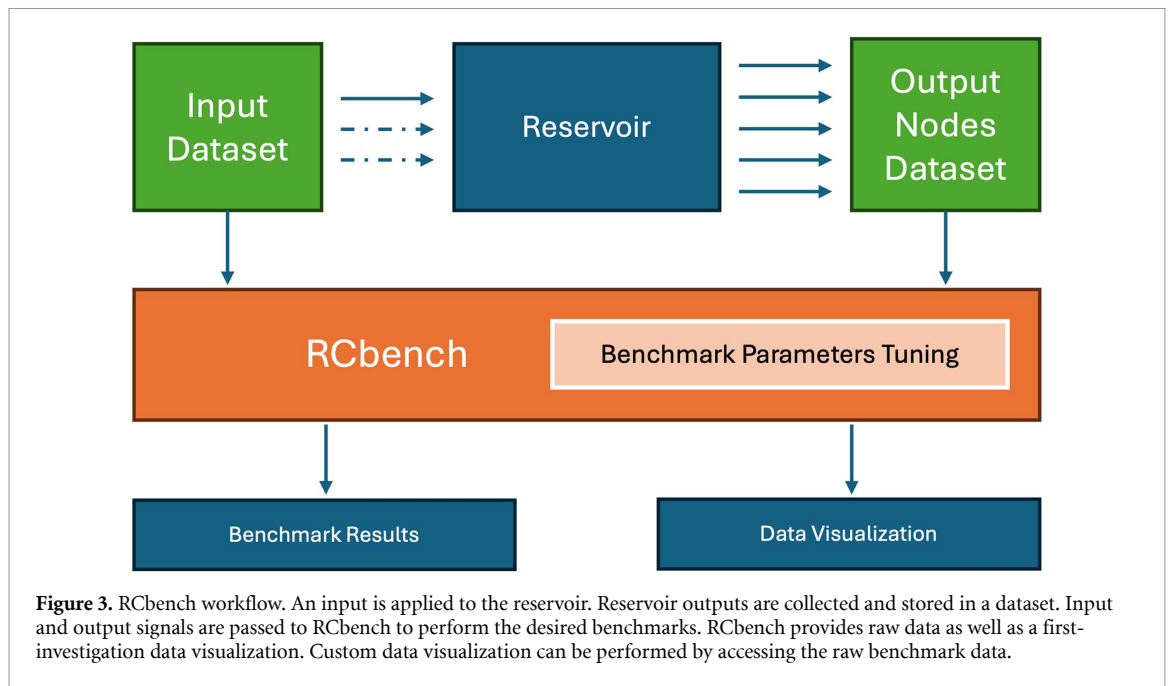 Input
Dataset
Reservoir
Output
Nodes
Dataset
RCbench
Benchmark Parameters Tuning
Benchmark Results
Data Visualization
Figure 3. RCbench workflow. An input is applied to the reservoir. Reservoir outputs are collected and stored in a dataset. Input
and output signals are passed to RCbench to perform the desired benchmarks. RCbench provides raw data as well as a first-
investigation data visualization. Custom data visualization can be performed by accessing the raw benchmark data.